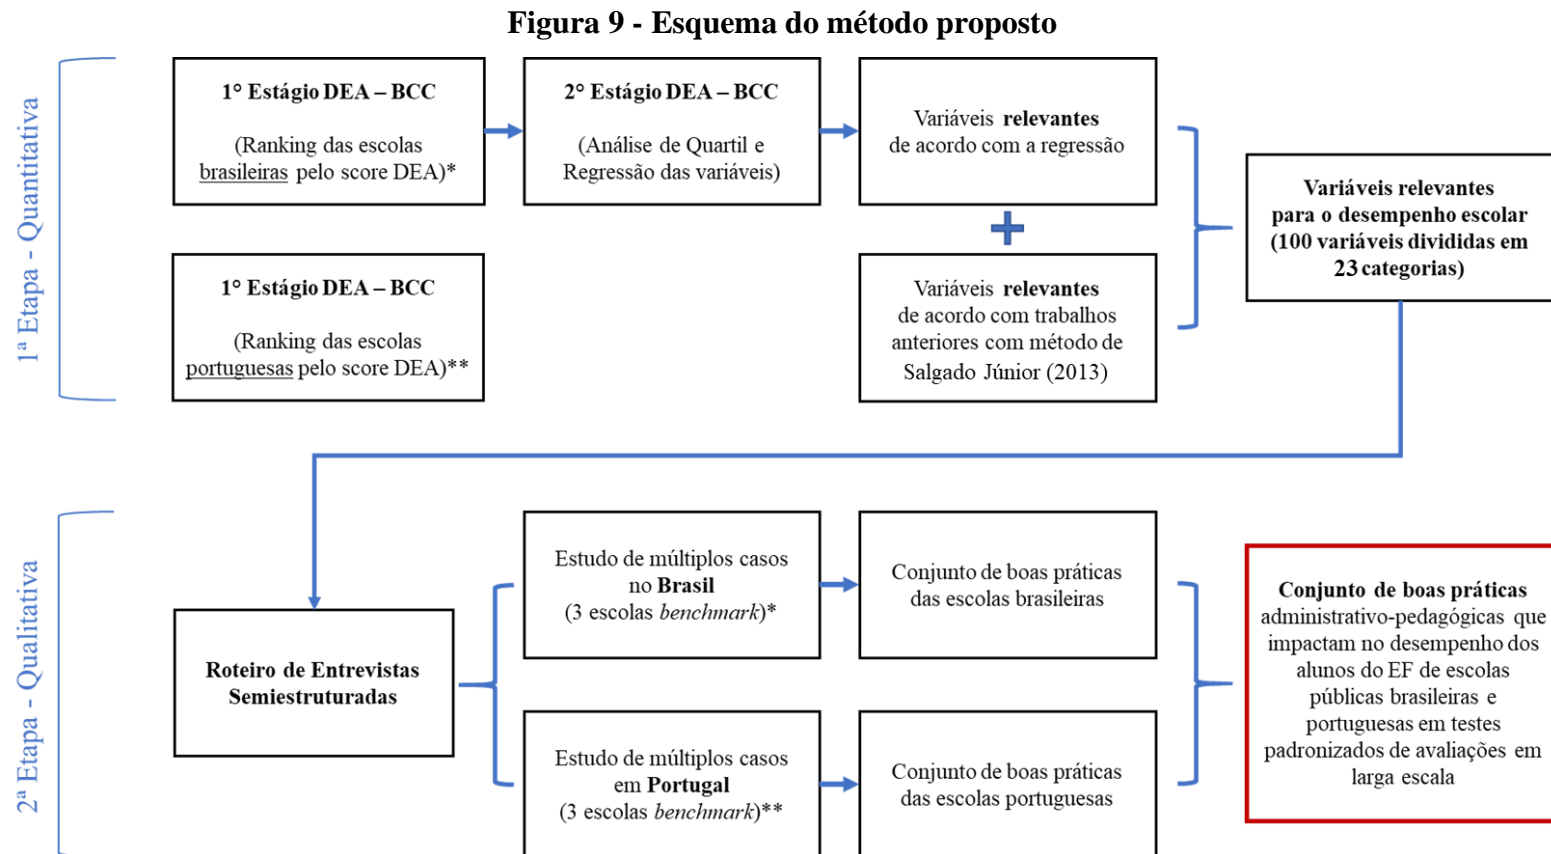 Figura 9 - Esquema do método proposto
1ª Etapa - Quantitativa
1° Estágio DEA – BCC
(Ranking das escolas
brasileiras pelo score DEA)*
2° Estágio DEA – BCC
(Análise de Quartil e
Regressão das variáveis)
Variáveis relevantes
de acordo com a regressão
+
1° Estágio DEA – BCC
(Ranking das escolas
portuguesas pelo score DEA)**
Variáveis relevantes
de acordo com trabalhos
anteriores com método de
Salgado Júnior (2013)
Variáveis relevantes
para o desempenho escolar
(100 variáveis divididas em
23 categorias)
2ª Etapa - Qualitativa
Roteiro de Entrevistas
Semiestruturadas
Estudo de múltiplos casos
no Brasil
(3 escolas benchmark)*
Conjunto de boas práticas
das escolas brasileiras
Estudo de múltiplos casos
em Portugal
(3 escolas benchmark)**
Conjunto de boas práticas
das escolas portuguesas
Conjunto de boas práticas
administrativo-pedagógicas que
impactam no desempenho dos
alunos do EF de escolas
públicas brasileiras e
portuguesas em testes
padronizados de avaliações em
larga escala